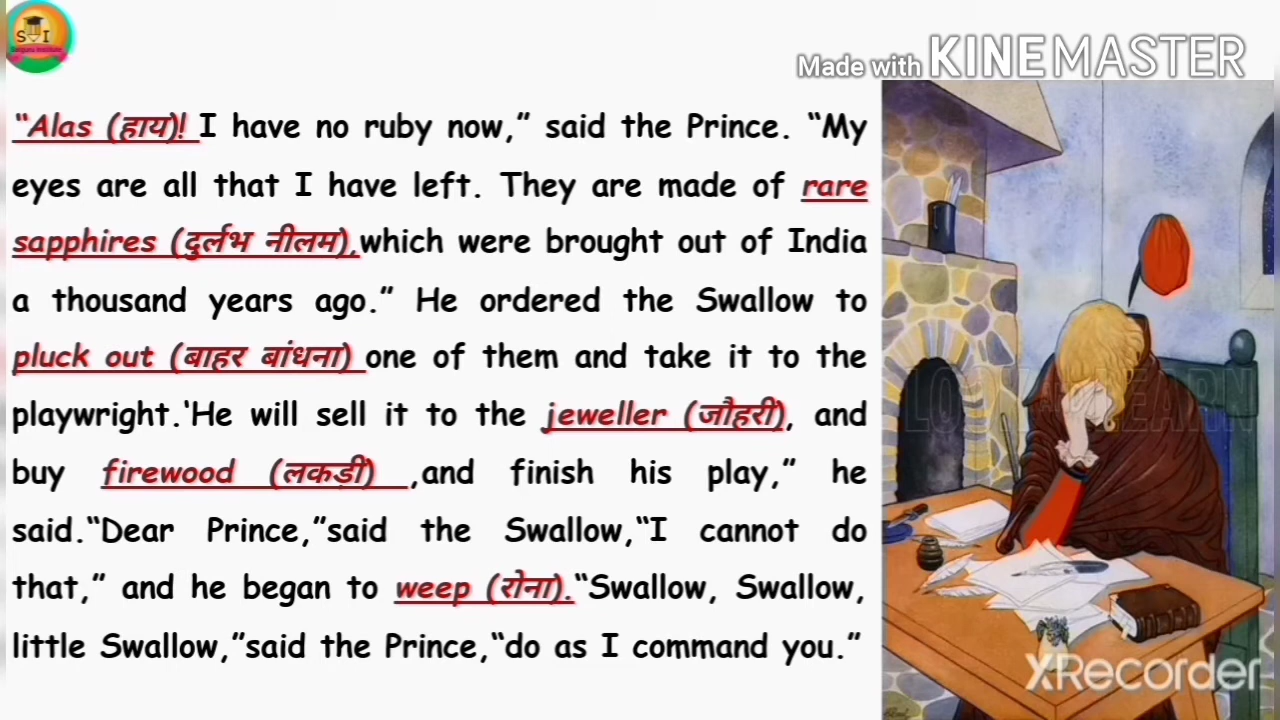 S I
Made with KINEMASTER
“Alas (हाय)! I have no ruby now,” said the Prince. “My
eyes are all that I have left. They are made of rare
sapphires (दुर्लभ नीलम),which were brought out of India
a thousand years ago.” He ordered the Swallow to
pluck out (बाहर बांधना) one of them and take it to the
playwright.‘He will sell it to the jeweller (जौहरी), and
buy firewood (लकड़ी) ,and finish his play,” he
said.“Dear Prince,”said the Swallow,“I cannot do
that,” and he began to weep (रोना).“Swallow, Swallow,
little Swallow,”said the Prince,“do as I command you.”
LOOK AND LEARN
XRecorder